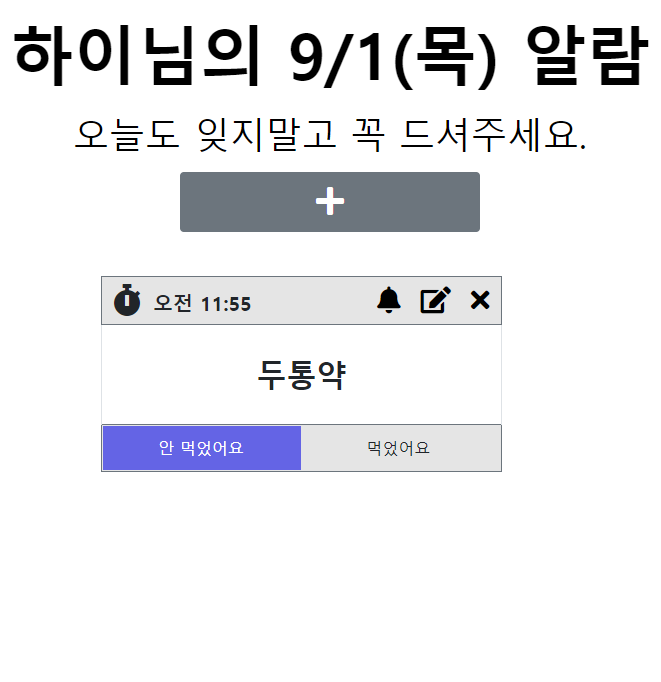 하이님의 9/1(목) 알람
오늘도 잊지말고 꼭 드셔주세요.
오전 11:55
두통약
안 먹었어요 먹었어요